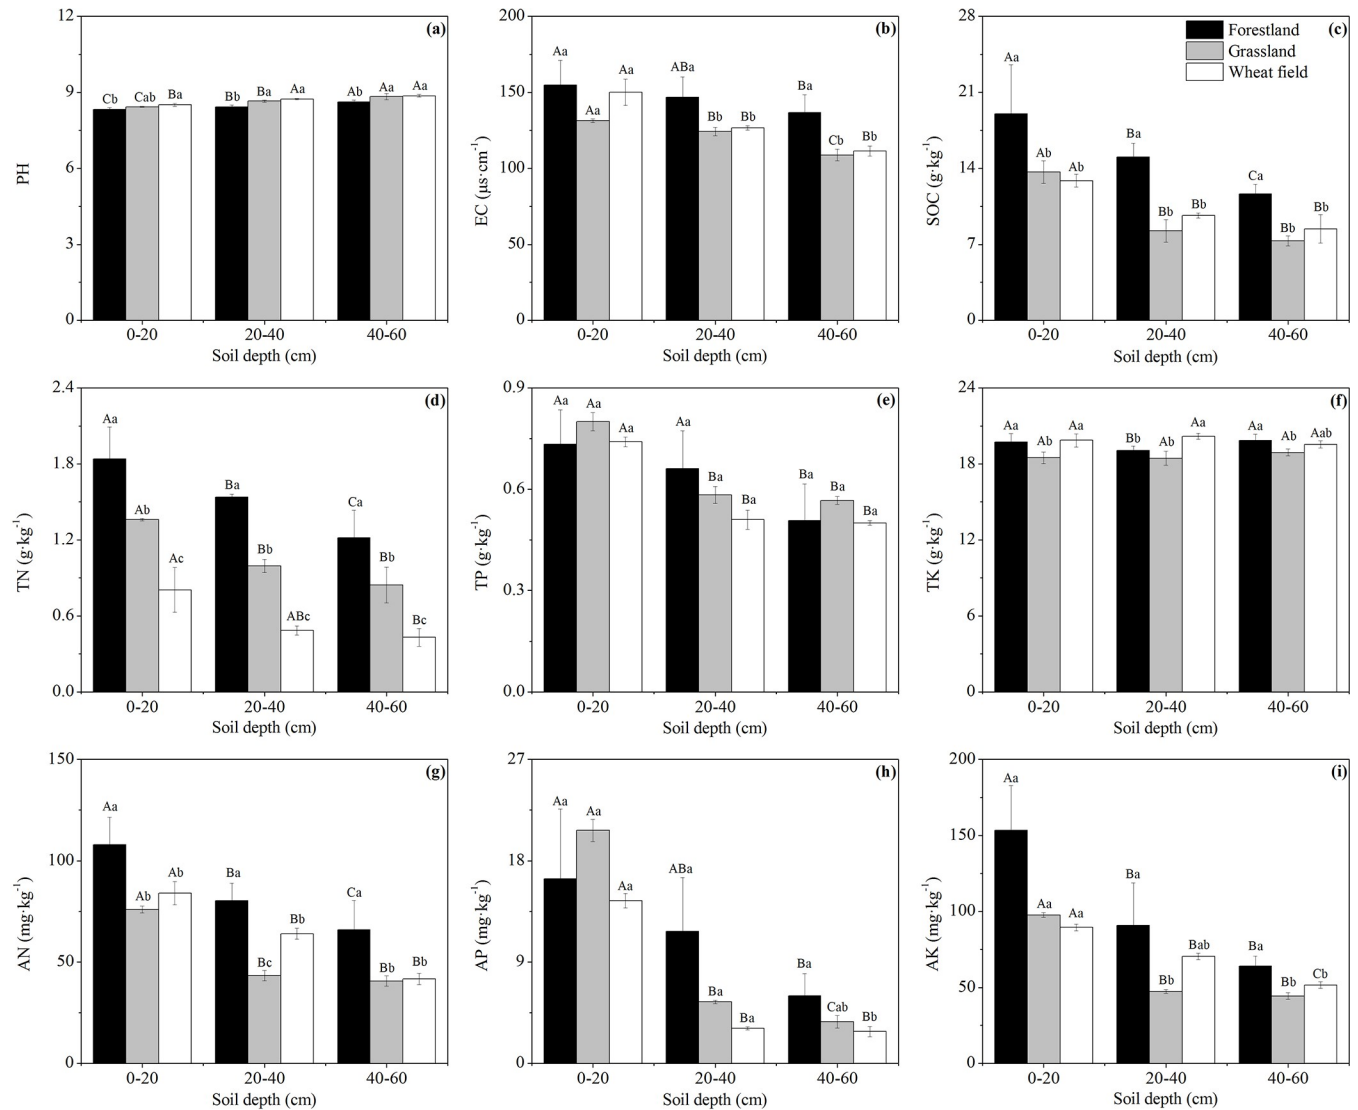 (a)
12
9
6
3
0
PH
Cb Cab Ba
Bb Ba Aa
Ab Aa Aa
0-20 20-40 40-60
Soil depth (cm)
(b)
200
150
100
50
0
EC (μs·cm⁻¹)
Aa Aa Aa
ABa Bb Bb
Ba Cb Bb
0-20 20-40 40-60
Soil depth (cm)
(c)
Forestland
Grassland
Wheat field
28
21
14
7
0
SOC (g·kg⁻¹)
Aa Ab Ab
Ba Bb Bb
Ca Bb Bb
0-20 20-40 40-60
Soil depth (cm)
(d)
2.4
1.8
1.2
0.6
0.0
TN (g·kg⁻¹)
Aa Ab Ac
Ba Bb ABc
Ca Bb Bc
0-20 20-40 40-60
Soil depth (cm)
(e)
0.9
0.6
0.3
0.0
TP (g·kg⁻¹)
Aa Aa Aa
Aa Ba Ba
Ba Ba Ba
0-20 20-40 40-60
Soil depth (cm)
(f)
24
18
12
6
0
TK (g·kg⁻¹)
Aa Ab Aa
Bb Ab Aa
Aa Ab Aab
0-20 20-40 40-60
Soil depth (cm)
(g)
150
100
50
0
AN (mg·kg⁻¹)
Aa Ab Ab
Ba Bc Bb
Ca Bb Bb
0-20 20-40 40-60
Soil depth (cm)
(h)
27
18
9
0
AP (mg·kg⁻¹)
Aa Aa Aa
ABa Ba Ba
Ba Cab Bb
0-20 20-40 40-60
Soil depth (cm)
(i)
200
150
100
50
0
AK (mg·kg⁻¹)
Aa Aa Aa
Ba Bb Bab
Ba Bb Cb
0-20 20-40 40-60
Soil depth (cm)